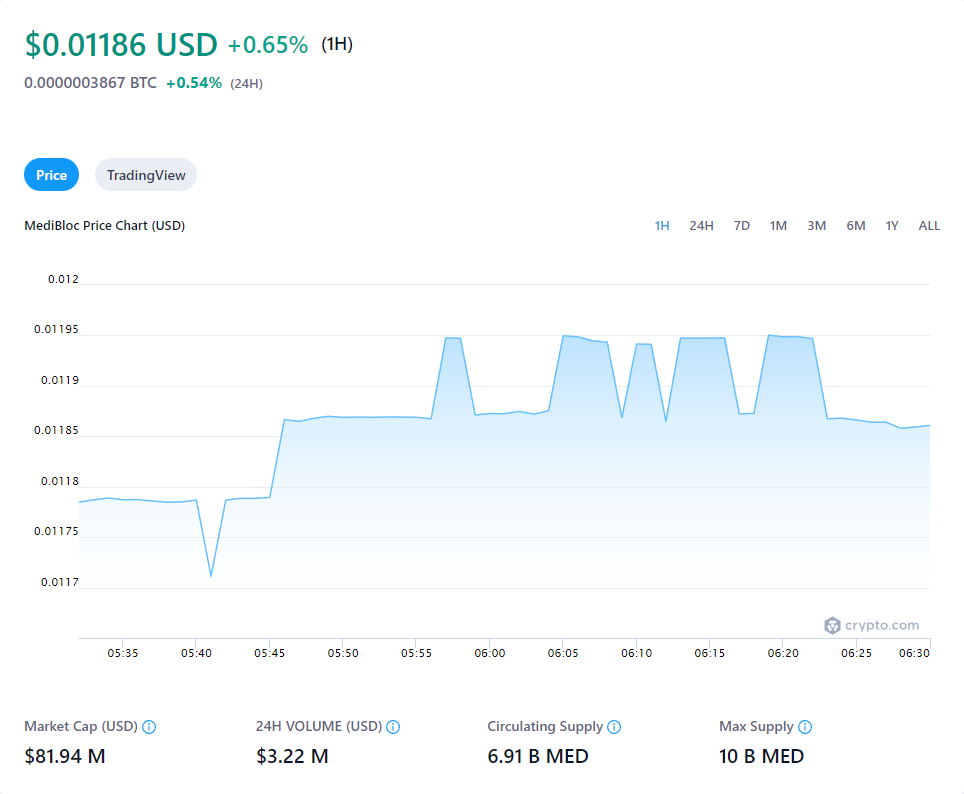 $0.01186 USD +0.65% (1H)
0.0000003867 BTC +0.54% (24H)
Price TradingView
MediBloc Price Chart (USD) 1H 24H 7D 1M 3M 6M 1Y ALL
0.012
0.01195
0.0119
0.01185
0.0118
0.01175
0.0117
crypto.com
05:35 05:40 05:45 05:50 05:55 06:00 06:05 06:10 06:15 06:20 06:25 06:30
Market Cap (USD) 24H VOLUME (USD) Circulating Supply Max Supply
$81.94 M $3.22 M 6.91 B MED 10 B MED